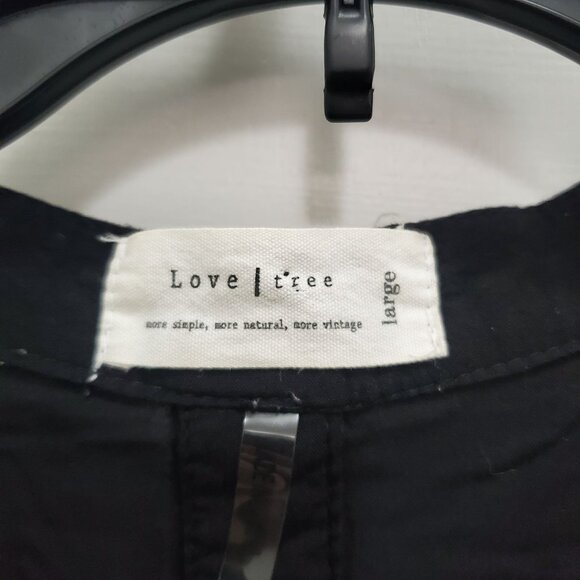 Love | tree
more simple, more natural, more vintage
large